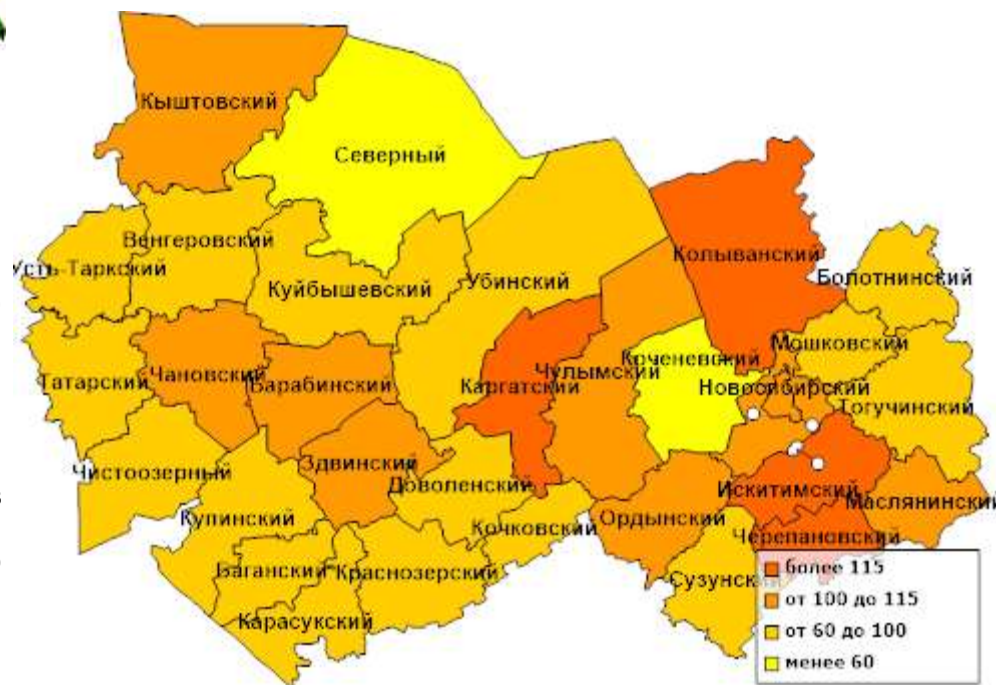 Кыштовский
Северный
Венгеровский
Колыванский
Усть-Таркский
Куйбышевский
Убинский
Болотнинский
Мошковский
Татарский
Чановский
Барабинский
Каргатский
Чулымский
Коченевский
Новосибирский
Тогучинский
Чистоозерный
Здвинский
Доволенский
Искитимский
Маслянинский
Купинский
Кочковский
Ордынский
Черепановский
Баганский
Краснозерский
Сузунский
Карасукский
более 115
от 100 до 115
от 60 до 100
менее 60